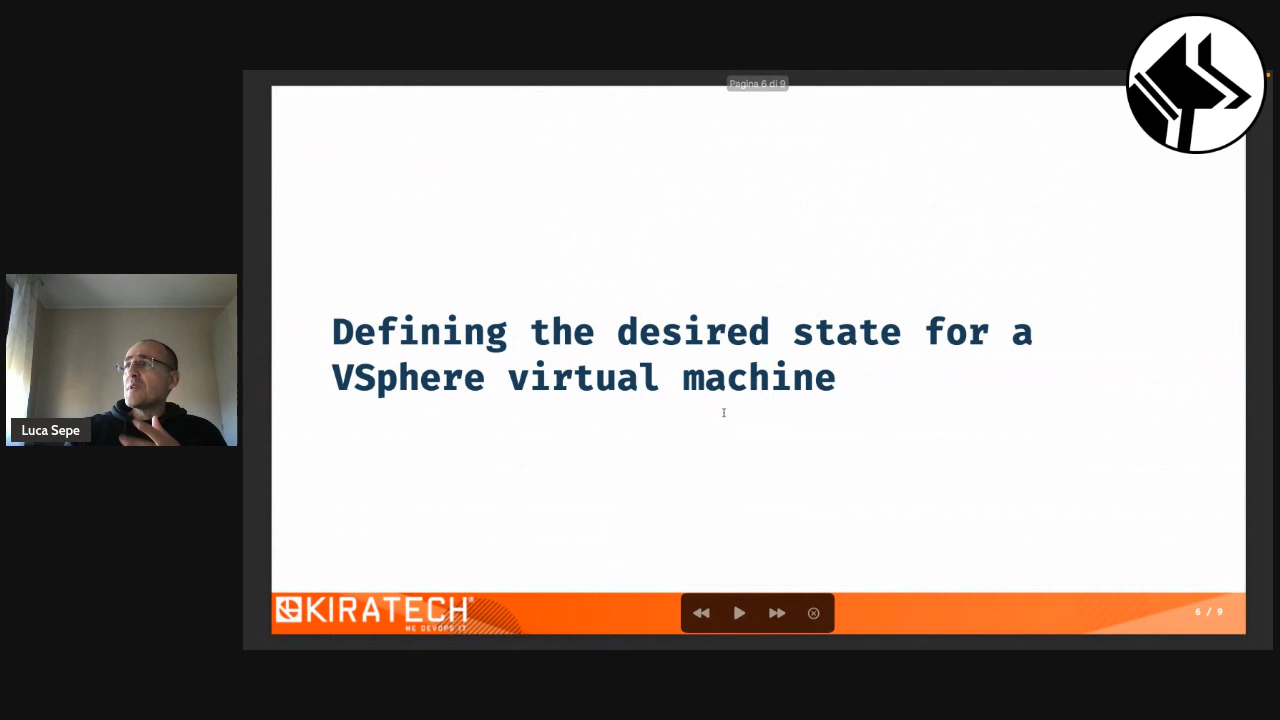 Pagina 6 di 9
Defining the desired state for a
VSphere virtual machine
Luca Sepe
KIRATECH
WE DEVOPS IT
6 / 9